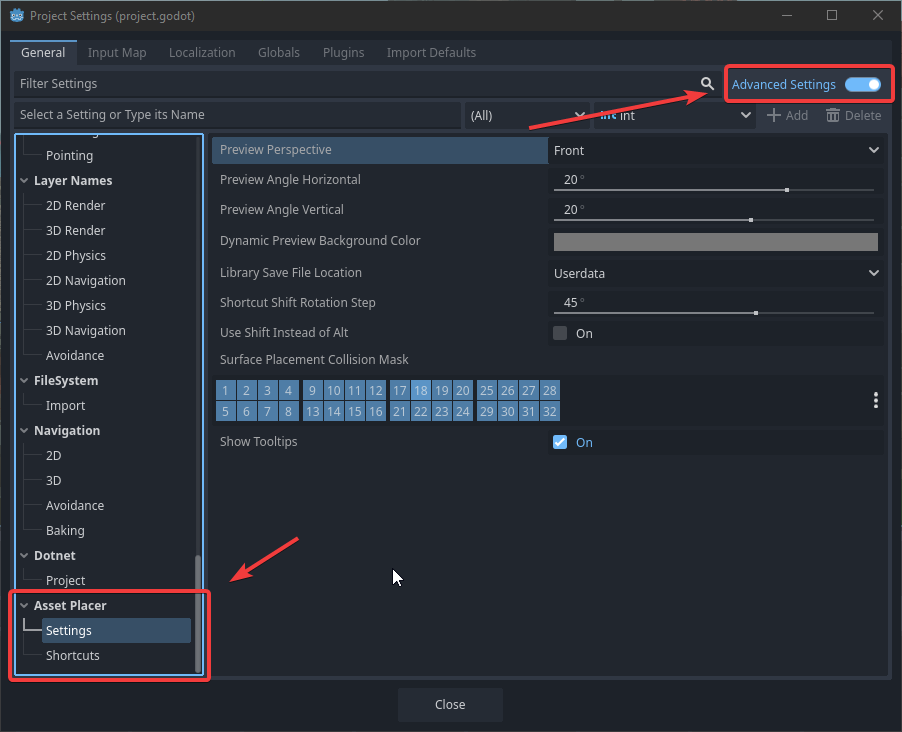 Project Settings (project.godot)
General Input Map Localization Globals Plugins Import Defaults
Filter Settings
Advanced Settings
Select a Setting or Type its Name (All) int Add Delete
Pointing
Layer Names
2D Render
3D Render
2D Physics
2D Navigation
3D Physics
3D Navigation
Avoidance
FileSystem
Import
Navigation
2D
3D
Avoidance
Baking
Dotnet
Project
Asset Placer
Settings
Shortcuts
Preview Perspective Front
Preview Angle Horizontal 20 °
Preview Angle Vertical 20 °
Dynamic Preview Background Color
Library Save File Location Userdata
Shortcut Shift Rotation Step 45 °
Use Shift Instead of Alt On
Surface Placement Collision Mask
1 2 3 4 9 10 11 12 17 18 19 20 25 26 27 28
5 6 7 8 13 14 15 16 21 22 23 24 29 30 31 32
Show Tooltips On
Close